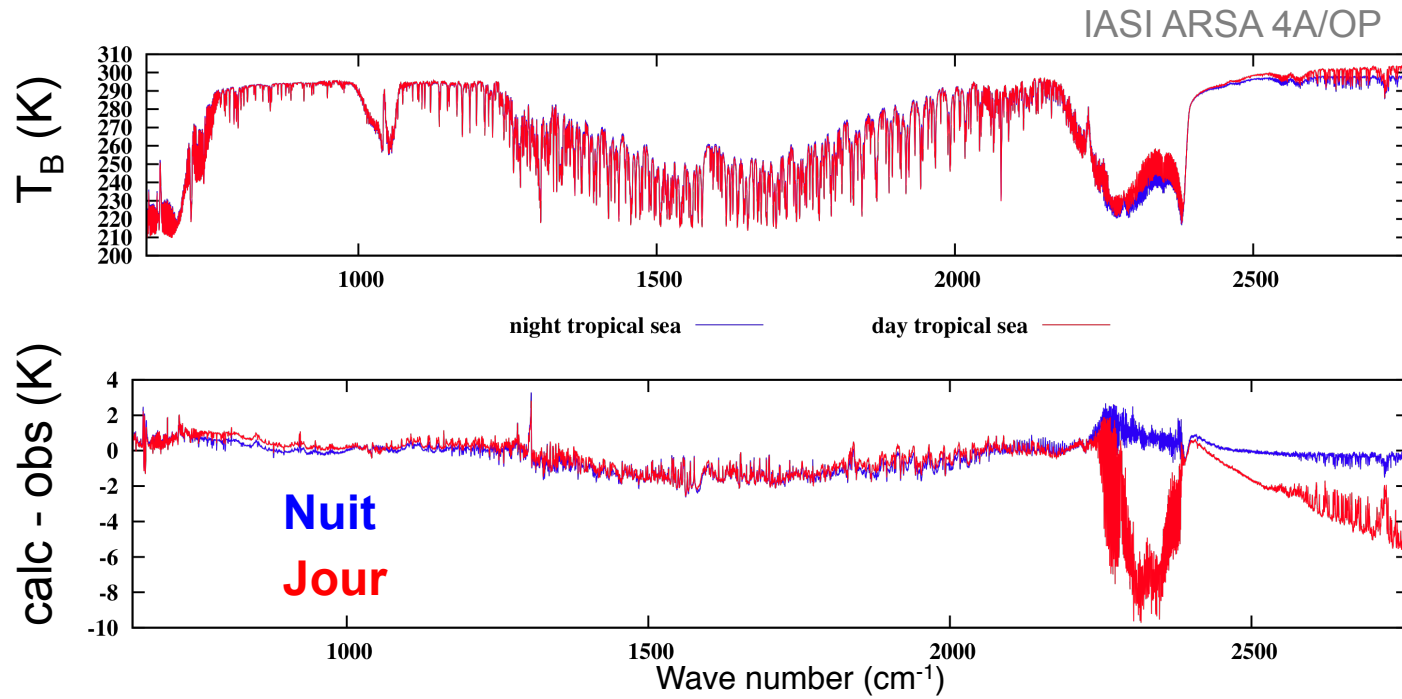 IASI ARSA 4A/OP
T_B (K)
310
300
290
280
270
260
250
240
230
220
210
200
1000 1500 2000 2500
night tropical sea day tropical sea
calc - obs (K)
4
2
0
-2
-4
-6
-8
-10
Nuit
Jour
1000 1500 2000 2500
Wave number (cm⁻¹)